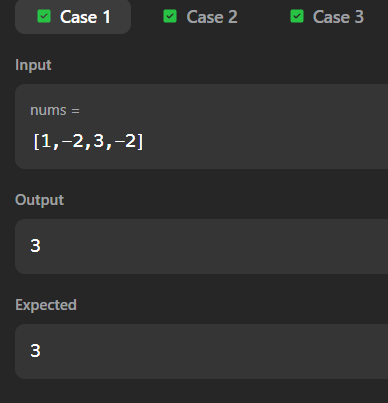 Case 1 Case 2 Case 3
Input
nums =
[1,-2,3,-2]
Output
3
Expected
3